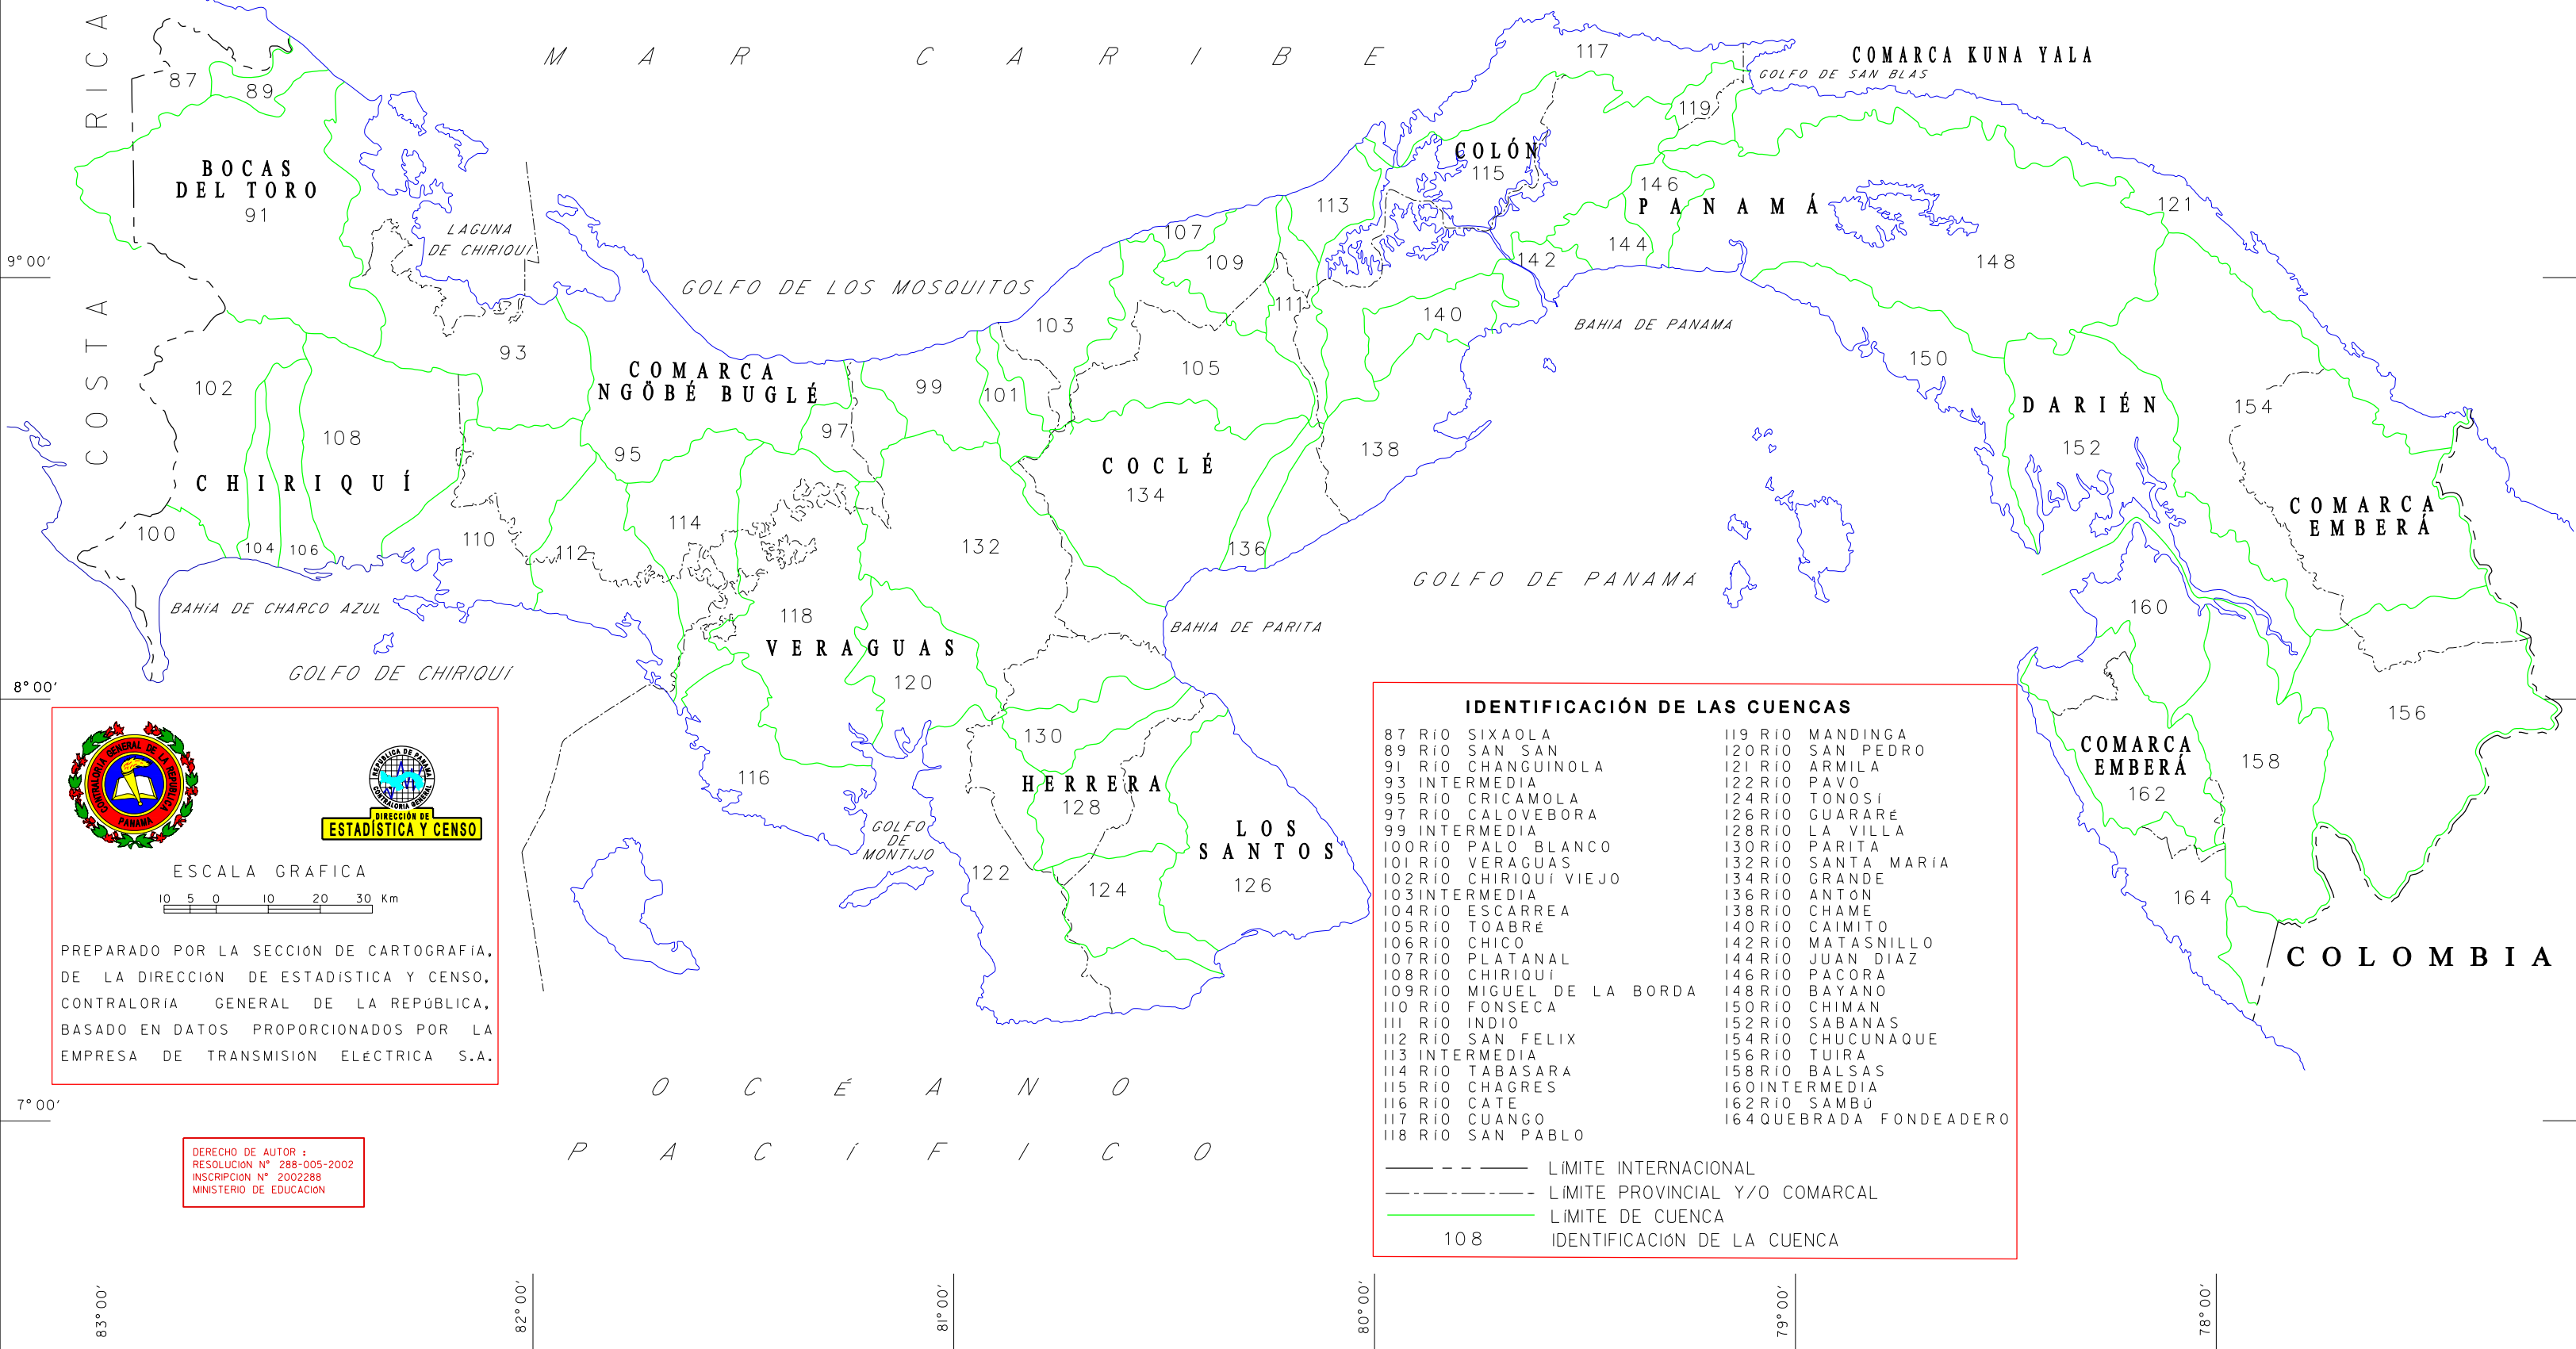 COSTA RICA
MAR CARIBE
COMARCA KUNA YALA
GOLFO DE SAN BLAS
117
87
89
119
BOCAS
DEL TORO
91
COLÓN
115
146
PANAMÁ
113
121
LAGUNA
DE CHIRIQUÍ
107
144
109
142
148
9°00'
GOLFO DE LOS MOSQUITOS
111
140
103
BAHIA DE PANAMA
93
150
102
COMARCA
NGÖBÉ BUGLÉ
99
101
105
DARIÉN
154
108
97
95
138
152
CHIRIQUÍ
COCLÉ
134
COMARCA
EMBERÁ
100
104
106
110
112
114
132
136
GOLFO DE PANAMÁ
BAHíA DE CHARCO AZUL
118
160
BAHIA DE PARITA
VERAGUAS
GOLFO DE CHIRIQUí
120
8°00'
156
130
116
HERRERA
128
COMARCA
EMBERÁ
162
158
GOLFO
DE
MONTIJO
LOS
SANTOS
126
122
124
164
COLOMBIA
CONTRALORÍA GENERAL DE LA REPÚBLICA
PANAMA
REPUBLICA DE PANAMA
CONTRALORIA GENERAL
DIRECCIÓN DE
ESTADÍSTICA Y CENSO
ESCALA GRAFICA
10 5 0 10 20 30 Km
PREPARADO POR LA SECCIóN DE CARTOGRAFíA,
DE LA DIRECCIóN DE ESTADíSTICA Y CENSO,
CONTRALORíA GENERAL DE LA REPúBLICA,
BASADO EN DATOS PROPORCIONADOS POR LA
EMPRESA DE TRANSMISIóN ELéCTRICA S.A.
IDENTIFICACIÓN DE LAS CUENCAS
87 RíO SIXAOLA
89 RíO SAN SAN
91 RíO CHANGUINOLA
93 INTERMEDIA
95 RíO CRICAMOLA
97 RíO CALOVEBORA
99 INTERMEDIA
100 RíO PALO BLANCO
101 RíO VERAGUAS
102 RíO CHIRIQUí VIEJO
103 INTERMEDIA
104 RíO ESCARREA
105 RíO TOABRé
106 RíO CHICO
107 RíO PLATANAL
108 RíO CHIRIQUí
109 RíO MIGUEL DE LA BORDA
110 RíO FONSECA
111 RíO INDIO
112 RíO SAN FELIX
113 INTERMEDIA
114 RíO TABASARA
115 RíO CHAGRES
116 RíO CATE
117 RíO CUANGO
118 RíO SAN PABLO
119 RíO MANDINGA
120 RíO SAN PEDRO
121 RíO ARMILA
122 RíO PAVO
124 RíO TONOSí
126 RíO GUARARé
128 RíO LA VILLA
130 RíO PARITA
132 RíO SANTA MARíA
134 RíO GRANDE
136 RíO ANTóN
138 RíO CHAME
140 RíO CAIMITO
142 RíO MATASNILLO
144 RíO JUAN DIAZ
146 RíO PACORA
148 RíO BAYANO
150 RíO CHIMáN
152 RíO SABANAS
154 RíO CHUCUNAQUE
156 RíO TUIRA
158 RíO BALSAS
160 INTERMEDIA
162 RíO SAMBú
164 QUEBRADA FONDEADERO
LíMITE INTERNACIONAL
LíMITE PROVINCIAL Y/O COMARCAL
LíMITE DE CUENCA
108 IDENTIFICACIóN DE LA CUENCA
OCÉANO
PACíFICO
7°00'
DERECHO DE AUTOR :
RESOLUCIóN N° 288-005-2002
INSCRIPCIóN N° 2002288
MINISTERIO DE EDUCACIóN
83°00'
82°00'
81°00'
80°00'
79°00'
78°00'